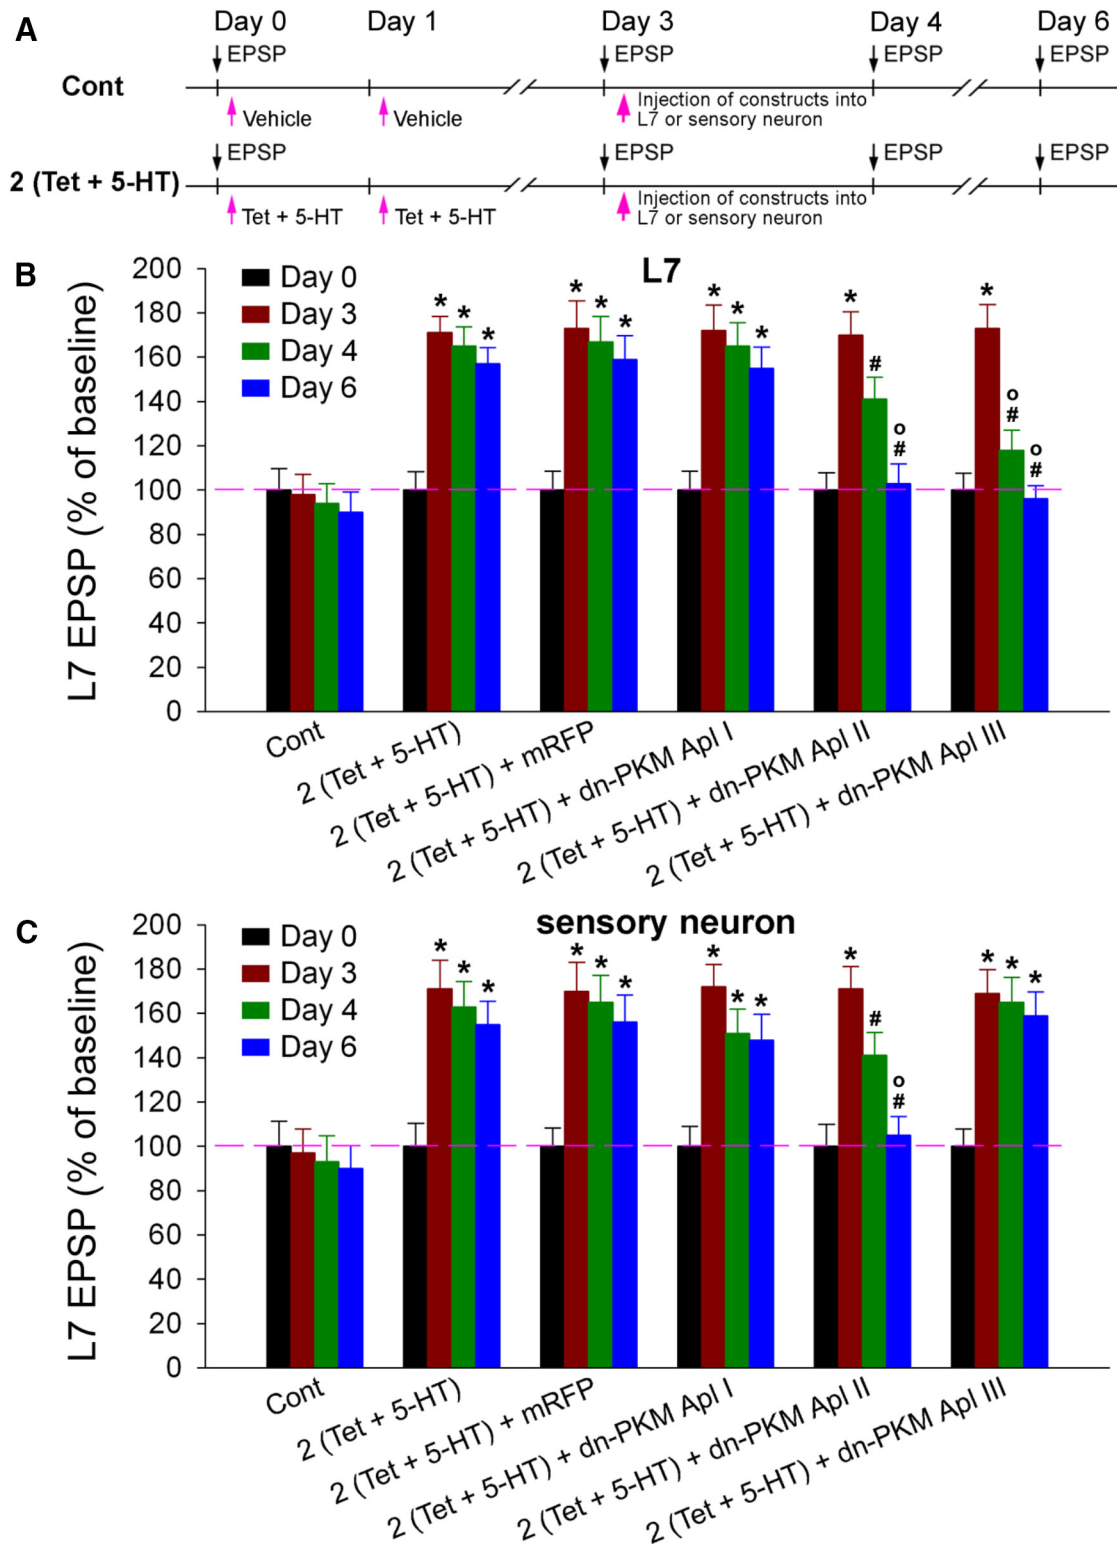 A
Day 0 Day 1 Day 3 Day 4 Day 6
EPSP EPSP EPSP EPSP
Cont
Vehicle Vehicle Injection of constructs into
L7 or sensory neuron
EPSP EPSP EPSP EPSP
2 (Tet + 5-HT)
Tet + 5-HT Tet + 5-HT Injection of constructs into
L7 or sensory neuron
B
L7
L7 EPSP (% of baseline)
200
180
160
140
120
100
80
60
40
20
0
Day 0
Day 3
Day 4
Day 6
* * *
* * *
* * *
* # o #
* o # o #
Cont
2 (Tet + 5-HT)
2 (Tet + 5-HT) + mRFP
2 (Tet + 5-HT) + dn-PKM Apl I
2 (Tet + 5-HT) + dn-PKM Apl II
2 (Tet + 5-HT) + dn-PKM Apl III
C
sensory neuron
L7 EPSP (% of baseline)
200
180
160
140
120
100
80
60
40
20
0
Day 0
Day 3
Day 4
Day 6
* * *
* * *
* * *
* # o #
* * *
Cont
2 (Tet + 5-HT)
2 (Tet + 5-HT) + mRFP
2 (Tet + 5-HT) + dn-PKM Apl I
2 (Tet + 5-HT) + dn-PKM Apl II
2 (Tet + 5-HT) + dn-PKM Apl III